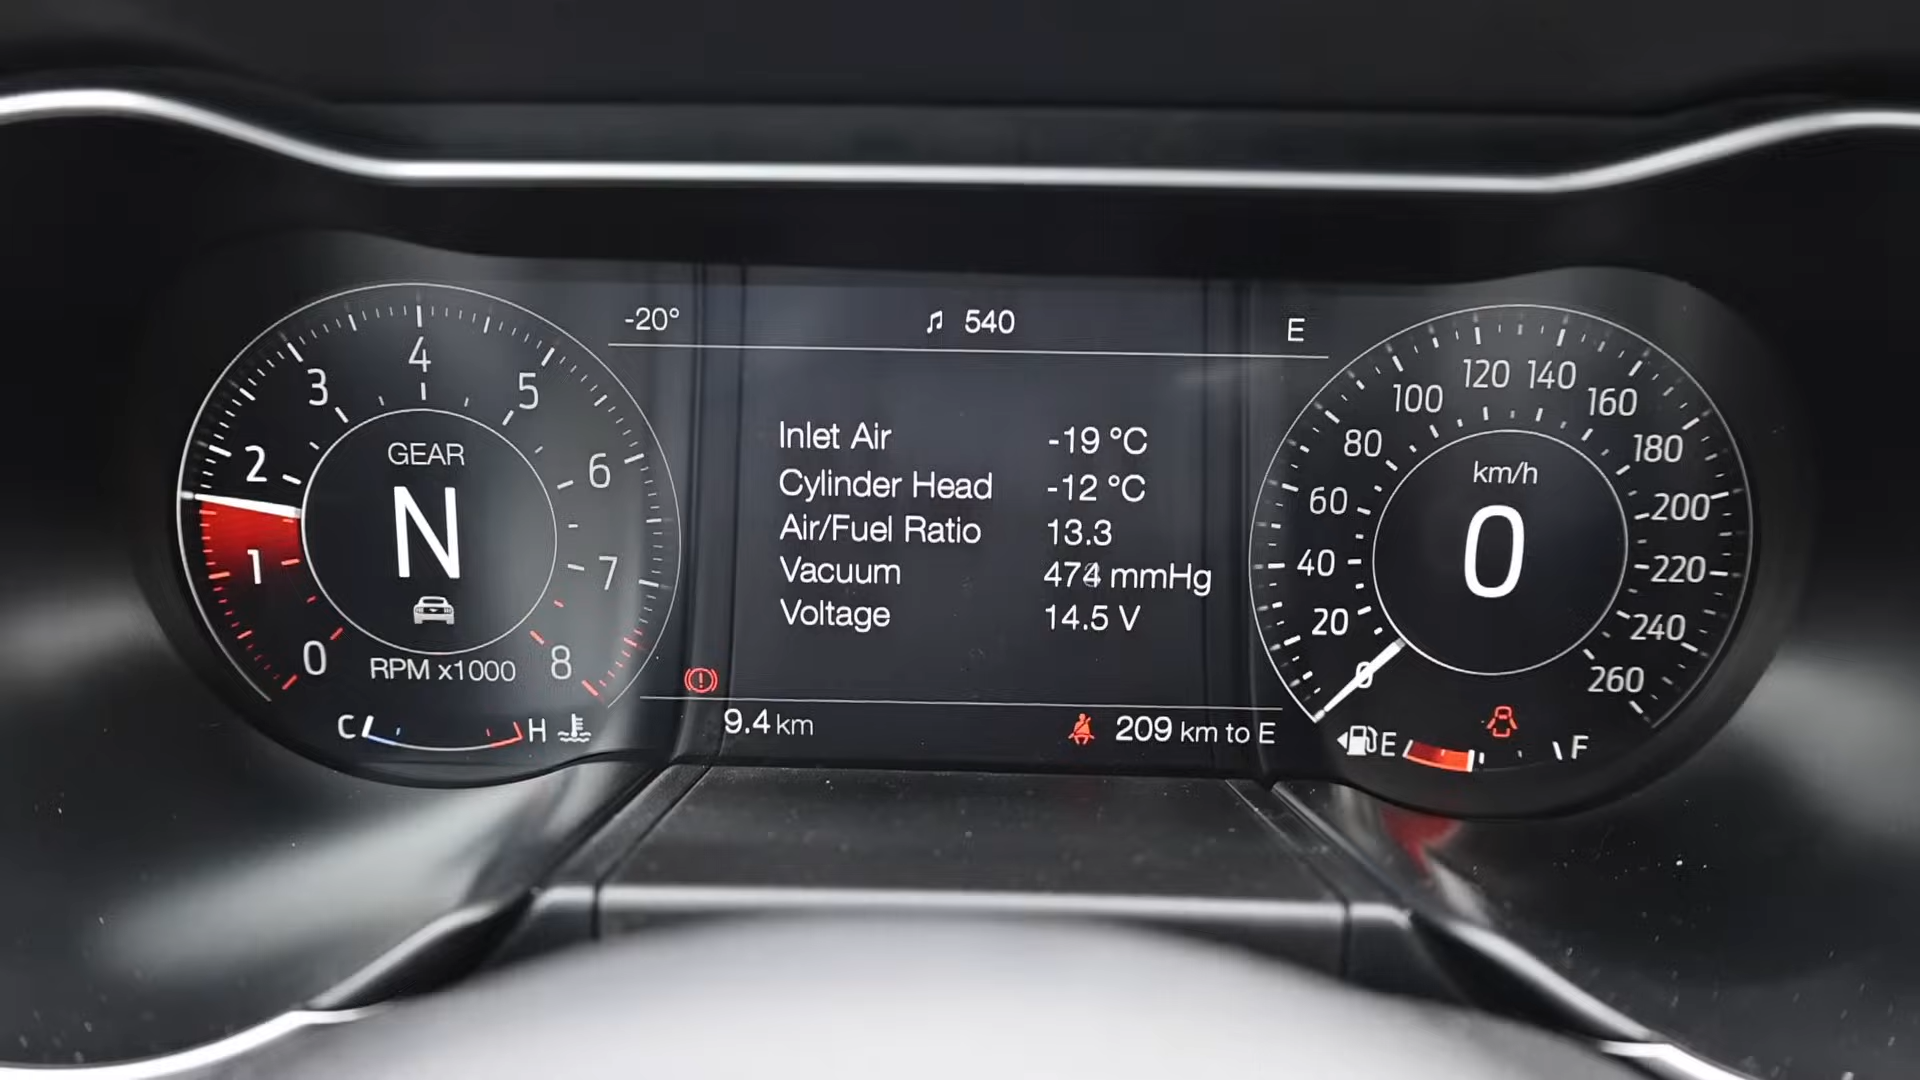 -20°
♫ 540
E
0
1
2
3
4
5
6
7
8
GEAR
N
RPM x1000
C
H
Inlet Air -19 °C
Cylinder Head -12 °C
Air/Fuel Ratio 13.3
Vacuum 474 mmHg
Voltage 14.5 V
9.4 km
209 km to E
0
20
40
60
80
100
120
140
160
180
200
220
240
260
km/h
0
E
F